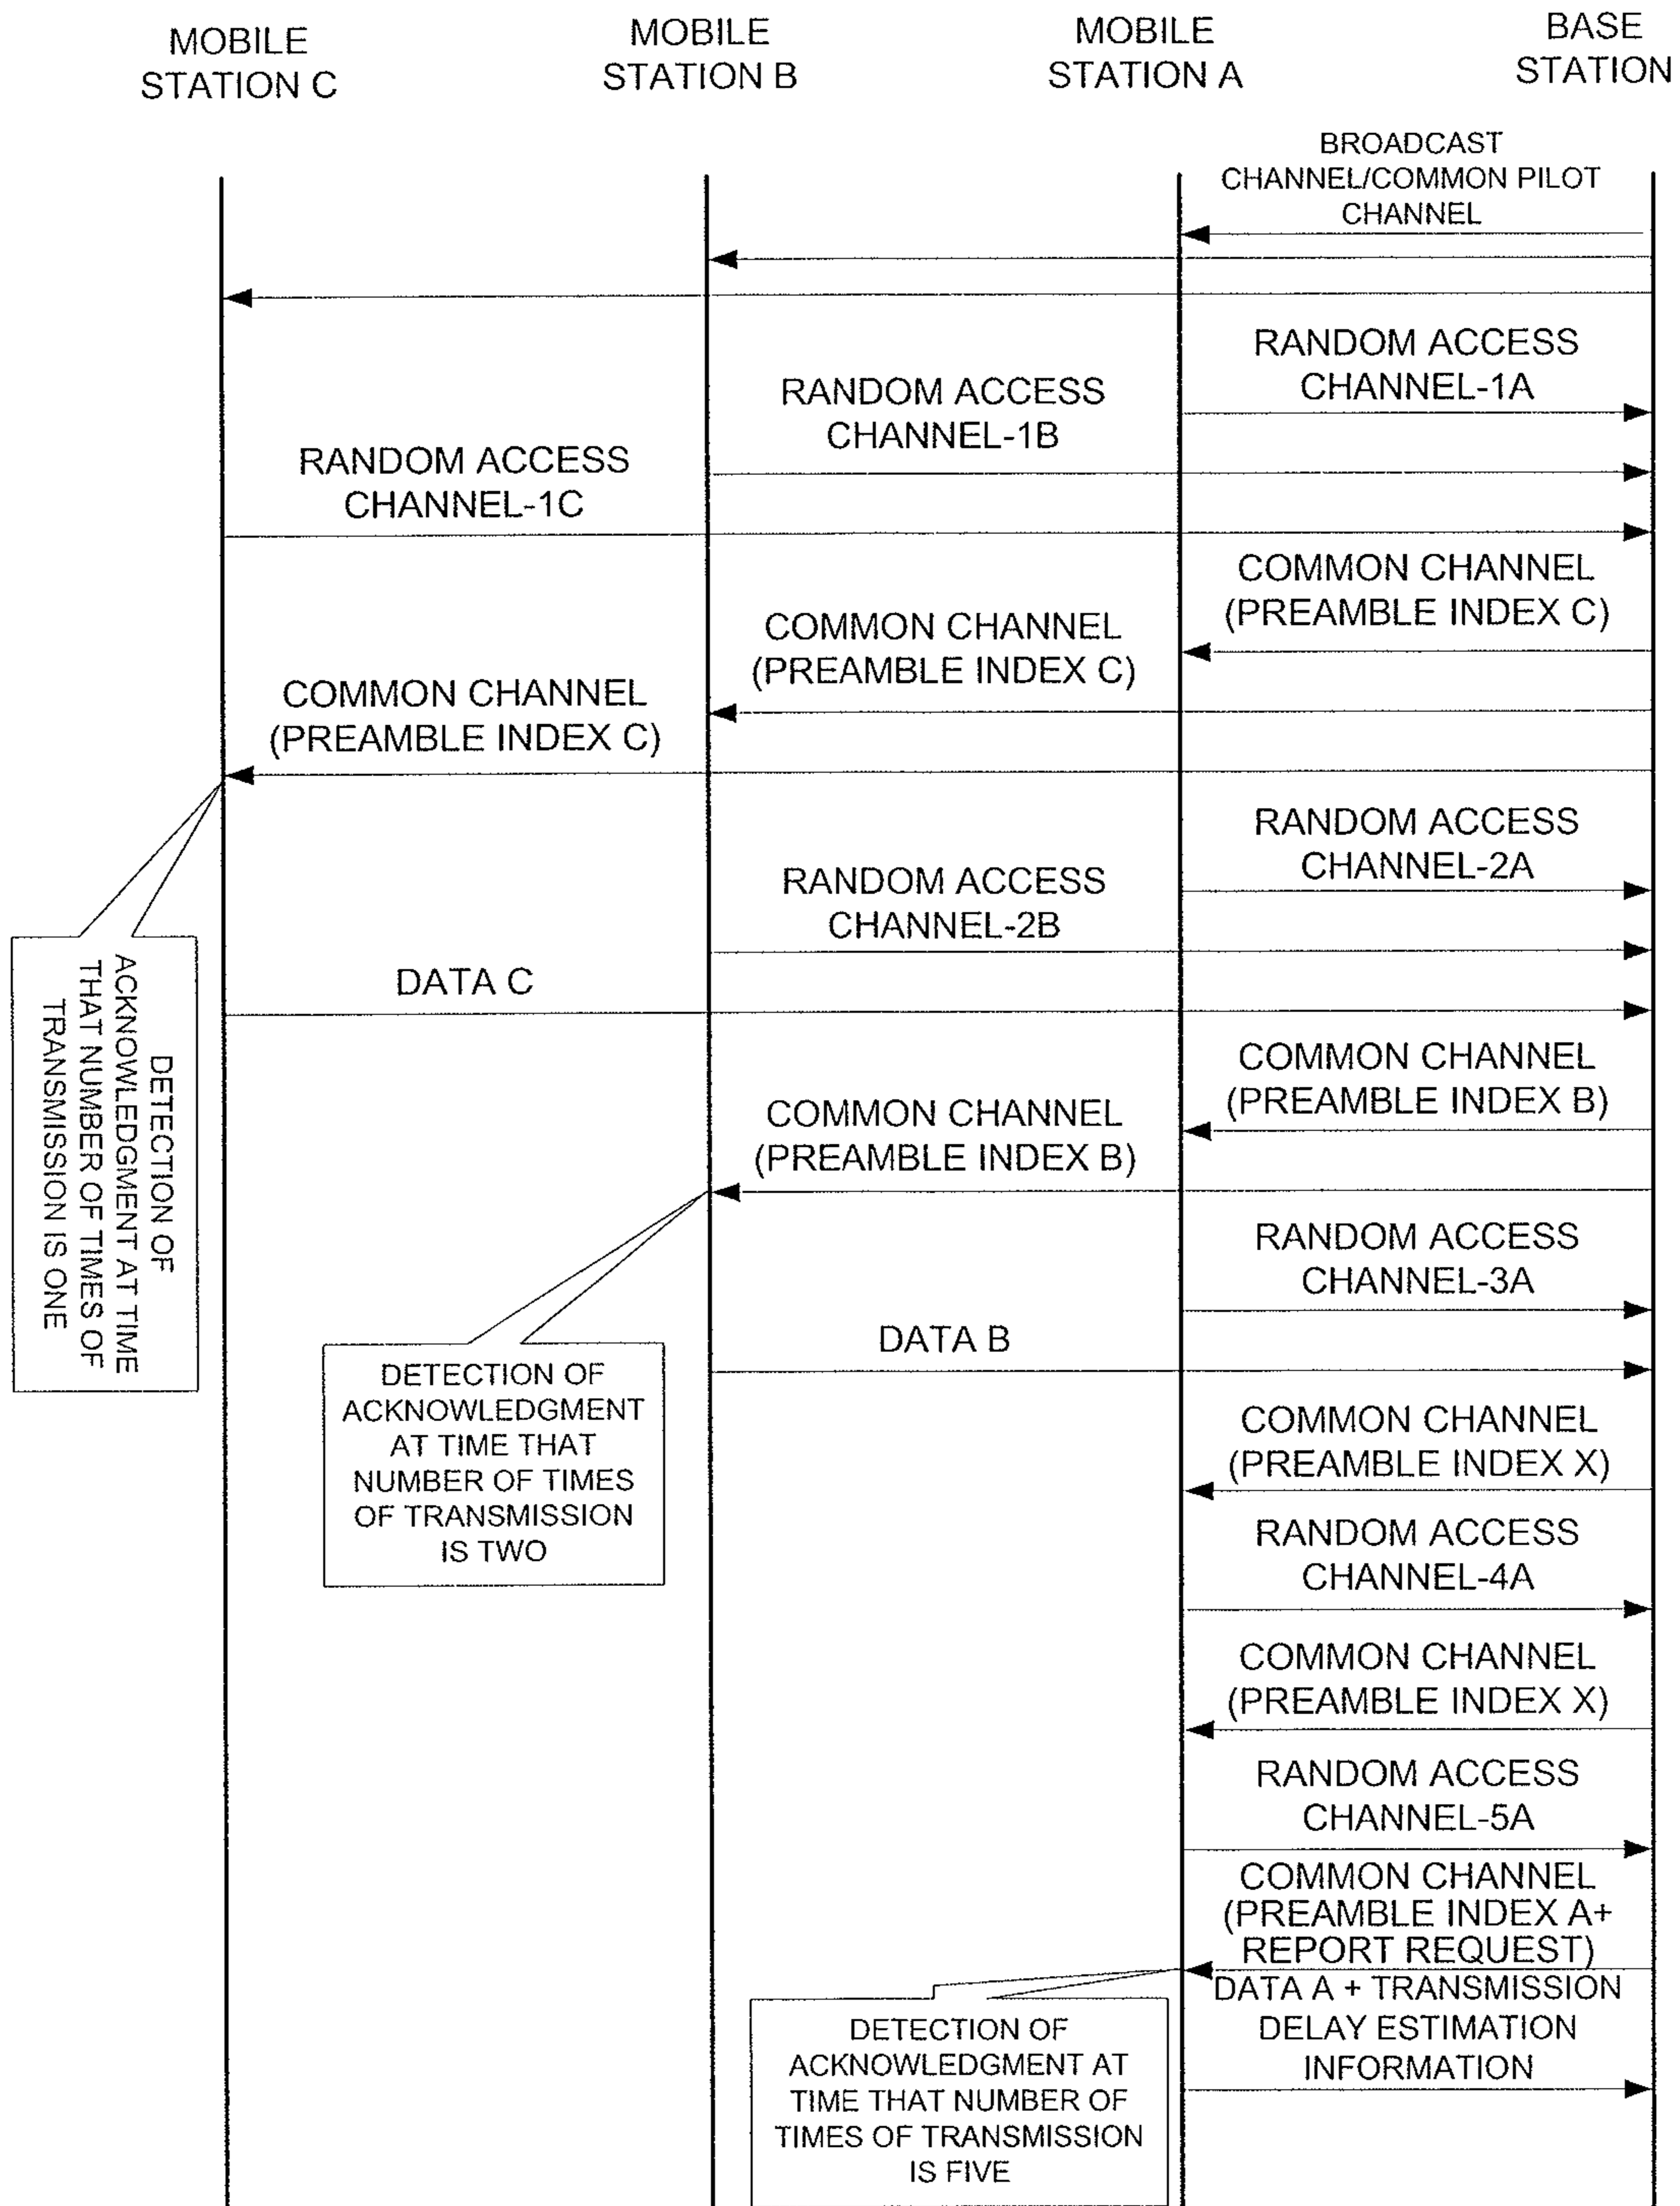 MOBILE
STATION C
MOBILE
STATION B
MOBILE
STATION A
BASE
STATION
BROADCAST
CHANNEL/COMMON PILOT
CHANNEL
RANDOM ACCESS
CHANNEL-1A
RANDOM ACCESS
CHANNEL-1B
RANDOM ACCESS
CHANNEL-1C
COMMON CHANNEL
(PREAMBLE INDEX C)
COMMON CHANNEL
(PREAMBLE INDEX C)
COMMON CHANNEL
(PREAMBLE INDEX C)
RANDOM ACCESS
CHANNEL-2A
RANDOM ACCESS
CHANNEL-2B
DATA C
DETECTION OF
ACKNOWLEDGMENT AT TIME
THAT NUMBER OF TIMES OF
TRANSMISSION IS ONE
COMMON CHANNEL
(PREAMBLE INDEX B)
COMMON CHANNEL
(PREAMBLE INDEX B)
RANDOM ACCESS
CHANNEL-3A
DATA B
DETECTION OF
ACKNOWLEDGMENT
AT TIME THAT
NUMBER OF TIMES
OF TRANSMISSION
IS TWO
COMMON CHANNEL
(PREAMBLE INDEX X)
RANDOM ACCESS
CHANNEL-4A
COMMON CHANNEL
(PREAMBLE INDEX X)
RANDOM ACCESS
CHANNEL-5A
COMMON CHANNEL
(PREAMBLE INDEX A+
REPORT REQUEST)
DATA A + TRANSMISSION
DELAY ESTIMATION
INFORMATION
DETECTION OF
ACKNOWLEDGMENT AT
TIME THAT NUMBER OF
TIMES OF TRANSMISSION
IS FIVE